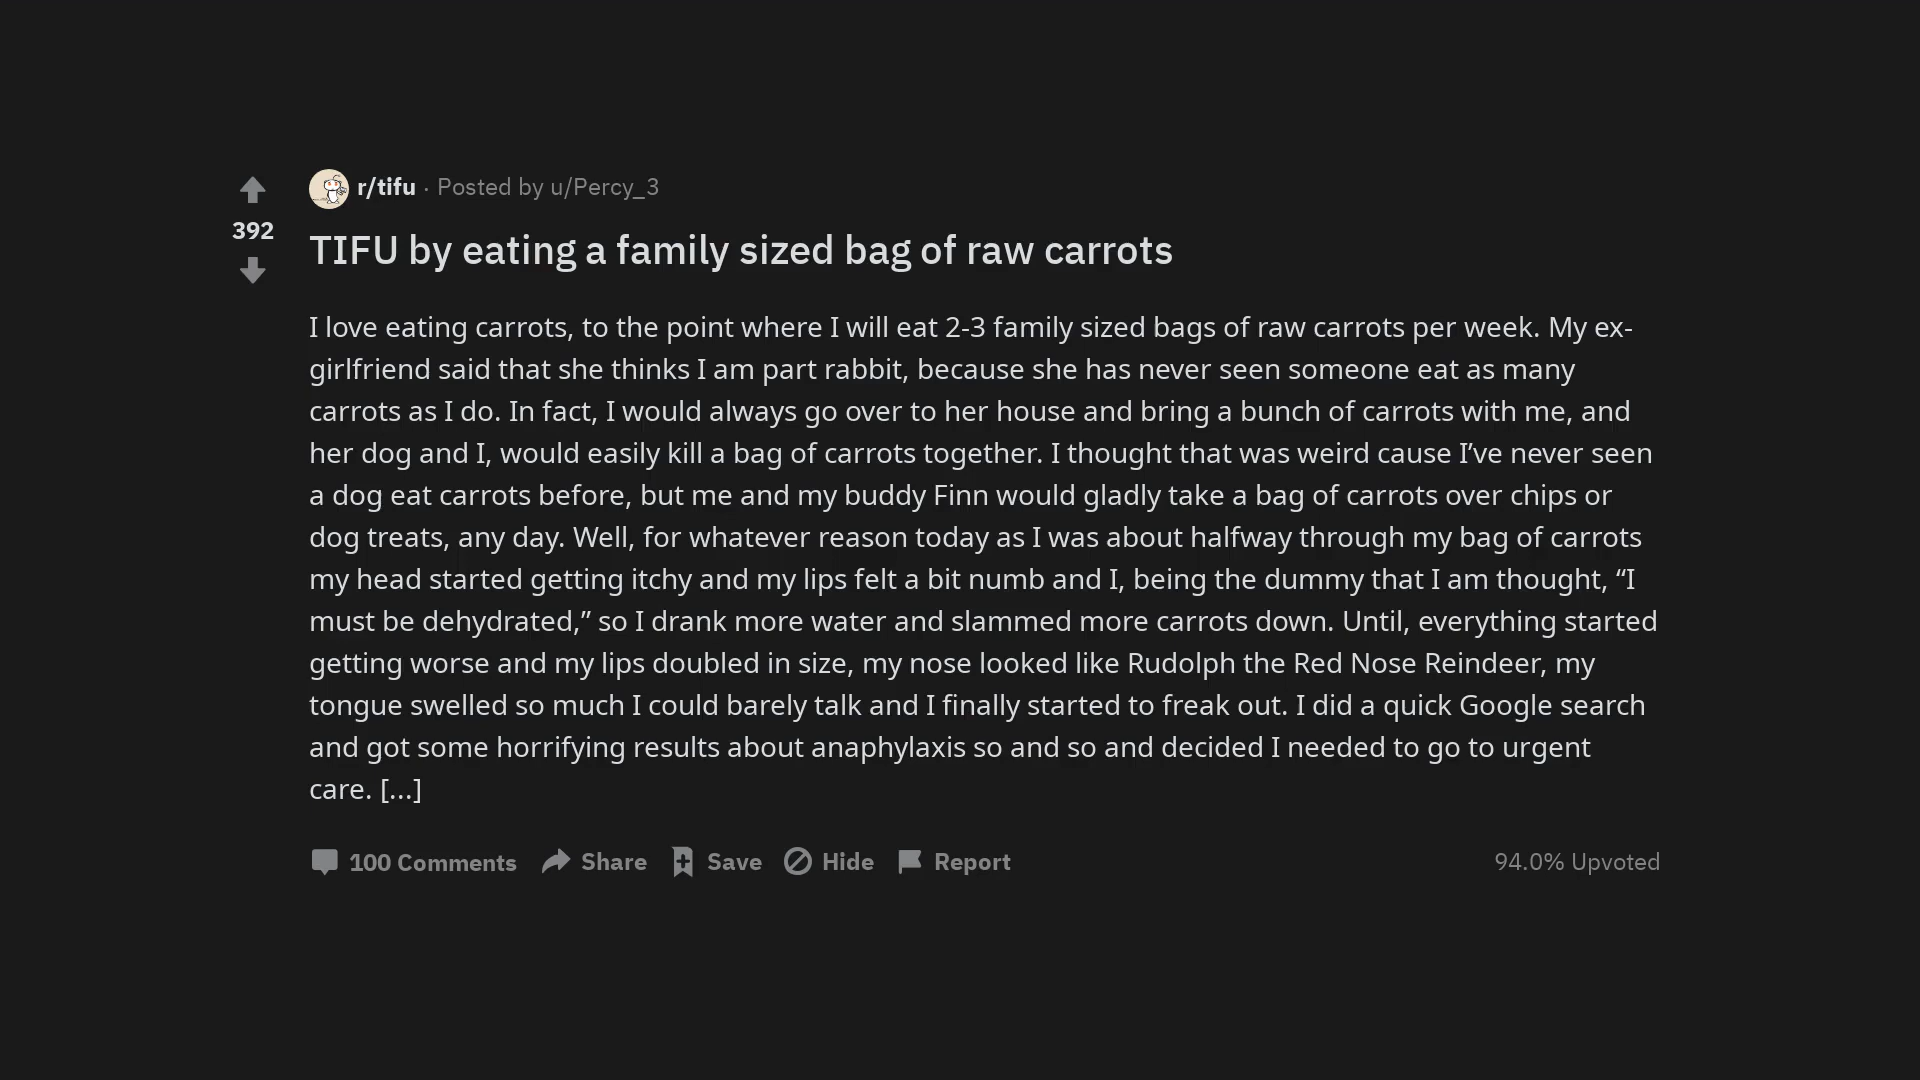 r/tifu · Posted by u/Percy_3
392
TIFU by eating a family sized bag of raw carrots
I love eating carrots, to the point where I will eat 2-3 family sized bags of raw carrots per week. My ex-
girlfriend said that she thinks I am part rabbit, because she has never seen someone eat as many
carrots as I do. In fact, I would always go over to her house and bring a bunch of carrots with me, and
her dog and I, would easily kill a bag of carrots together. I thought that was weird cause I’ve never seen
a dog eat carrots before, but me and my buddy Finn would gladly take a bag of carrots over chips or
dog treats, any day. Well, for whatever reason today as I was about halfway through my bag of carrots
my head started getting itchy and my lips felt a bit numb and I, being the dummy that I am thought, “I
must be dehydrated,” so I drank more water and slammed more carrots down. Until, everything started
getting worse and my lips doubled in size, my nose looked like Rudolph the Red Nose Reindeer, my
tongue swelled so much I could barely talk and I finally started to freak out. I did a quick Google search
and got some horrifying results about anaphylaxis so and so and decided I needed to go to urgent
care. [...]
100 Comments Share Save Hide Report 94.0% Upvoted